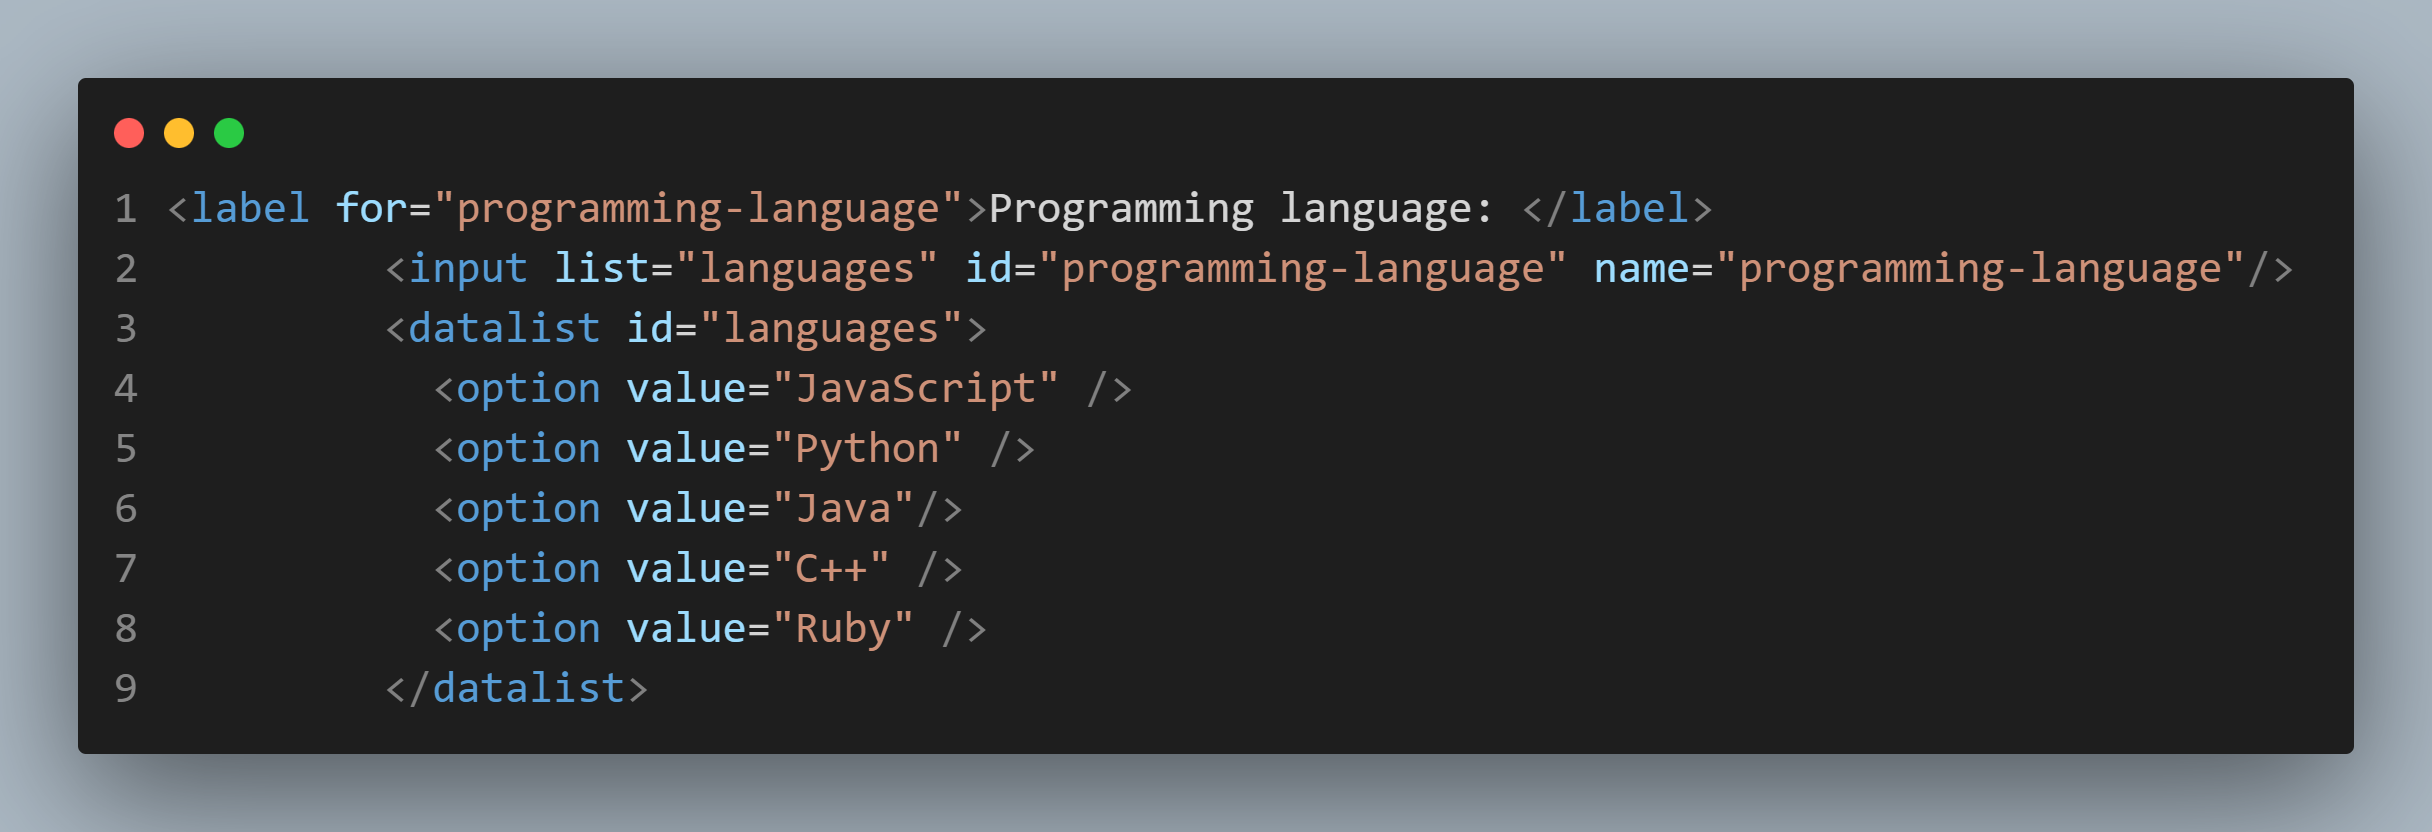 1 <label for="programming-language">Programming language: </label>
2          <input list="languages" id="programming-language" name="programming-language"/>
3          <datalist id="languages">
4            <option value="JavaScript" />
5            <option value="Python" />
6            <option value="Java"/>
7            <option value="C++" />
8            <option value="Ruby" />
9          </datalist>